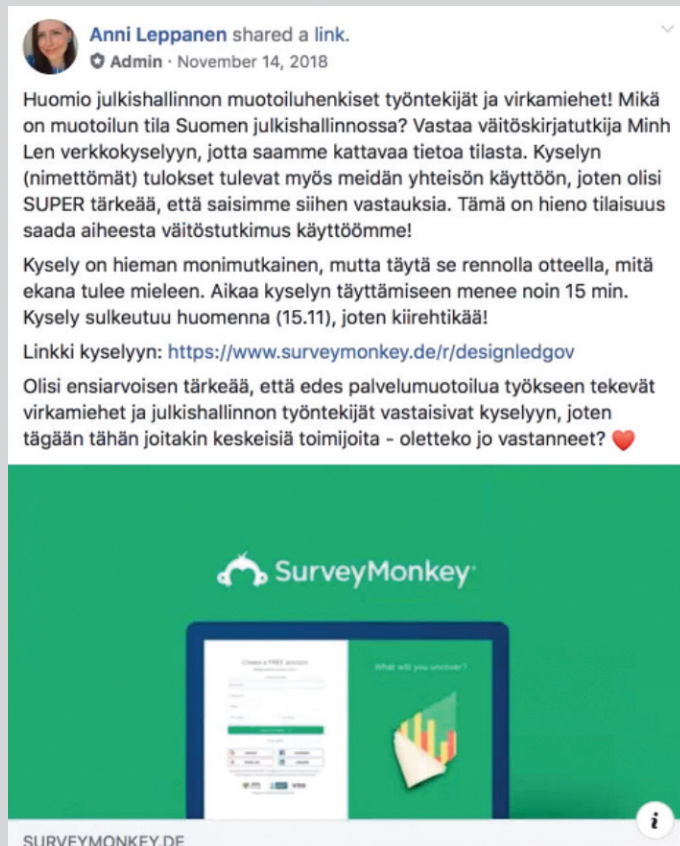 Anni Leppanen shared a link.
Admin · November 14, 2018
Huomio julkishallinnon muotoiluhenkiset työntekijät ja virkamiehet! Mikä
on muotoilun tila Suomen julkishallinnossa? Vastaa väitöskirjatutkija Minh
Len verkkokyselyyn, jotta saamme kattavaa tietoa tilasta. Kyselyn
(nimettömät) tulokset tulevat myös meidän yhteisön käyttöön, joten olisi
SUPER tärkeää, että saisimme siihen vastauksia. Tämä on hieno tilaisuus
saada aiheesta väitöstutkimus käyttöömme!
Kysely on hieman monimutkainen, mutta täytä se rennolla otteella, mitä
ekana tulee mieleen. Aikaa kyselyn täyttämiseen menee noin 15 min.
Kysely sulkeutuu huomenna (15.11), joten kiirehtikää!
Linkki kyselyyn: https://www.surveymonkey.de/r/designledgov
Olisi ensiarvoisen tärkeää, että edes palvelumuotoilua työkseen tekevät
virkamiehet ja julkishallinnon työntekijät vastaisivat kyselyyn, joten
tägään tähän joitakin keskeisiä toimijoita - oletteko jo vastanneet? ❤️
SurveyMonkey
Create a FREE account
What will you uncover?
SURVEYMONKEY.DE